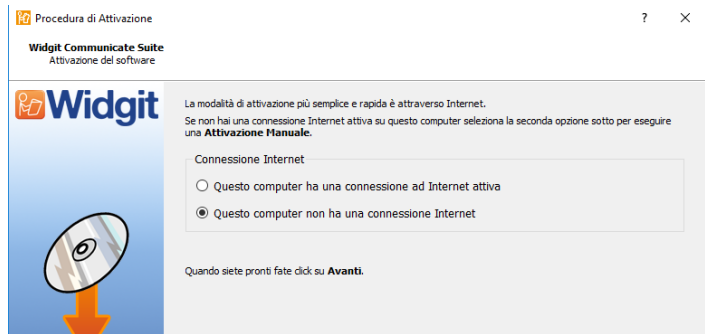 Procedura di Attivazione
?
Widgit Communicate Suite
Attivazione del software
Widgit
La modalità di attivazione più semplice e rapida è attraverso Internet.
Se non hai una connessione Internet attiva su questo computer seleziona la seconda opzione sotto per eseguire
una Attivazione Manuale.
Connessione Internet
Questo computer ha una connessione ad Internet attiva
Questo computer non ha una connessione Internet
Quando siete pronti fate click su Avanti.